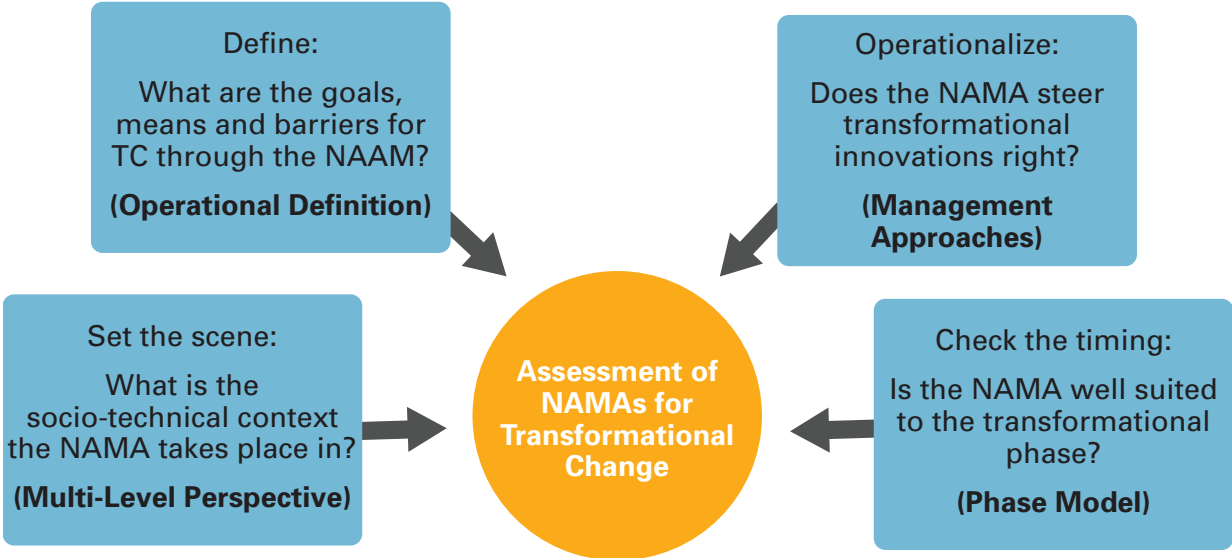 Define:
What are the goals,
means and barriers for
TC through the NAAM?
(Operational Definition)
Operationalize:
Does the NAMA steer
transformational
innovations right?
(Management
Approaches)
Set the scene:
What is the
socio-technical context
the NAMA takes place in?
(Multi-Level Perspective)
Assessment of
NAMAs for
Transformational
Change
Check the timing:
Is the NAMA well suited
to the transformational
phase?
(Phase Model)